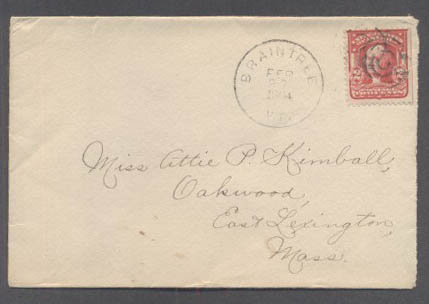 BRAINTREE
FEB
1904
VT.
Miss Attie P. Kimball,
Oakwood,
East Lexington,
Mass.